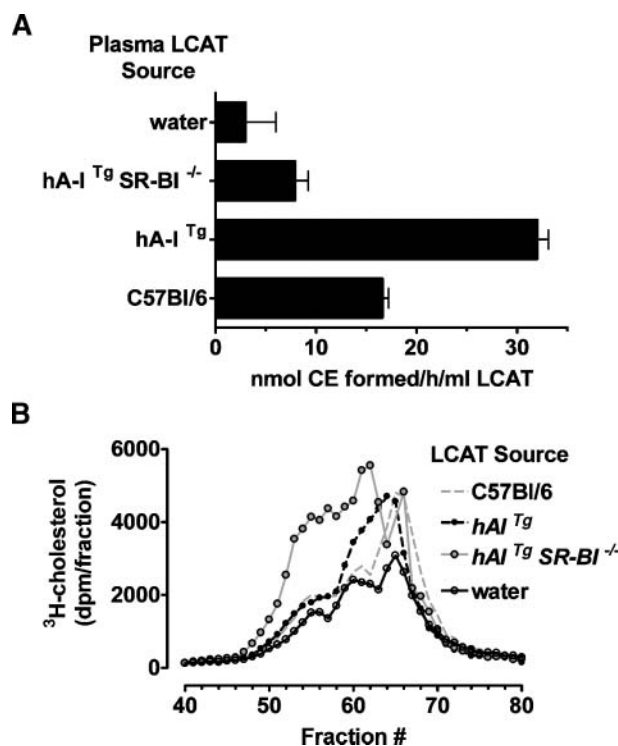 A
Plasma LCAT
Source
water
hA-I Tg SR-BI -/-
hA-I Tg
C57Bl/6
0 10 20 30
nmol CE formed/h/ml LCAT
B
6000
4000
2000
0
3H-cholesterol
(dpm/fraction)
LCAT Source
C57Bl/6
hAI Tg
hAI Tg SR-BI -/-
water
40 50 60 70 80
Fraction #